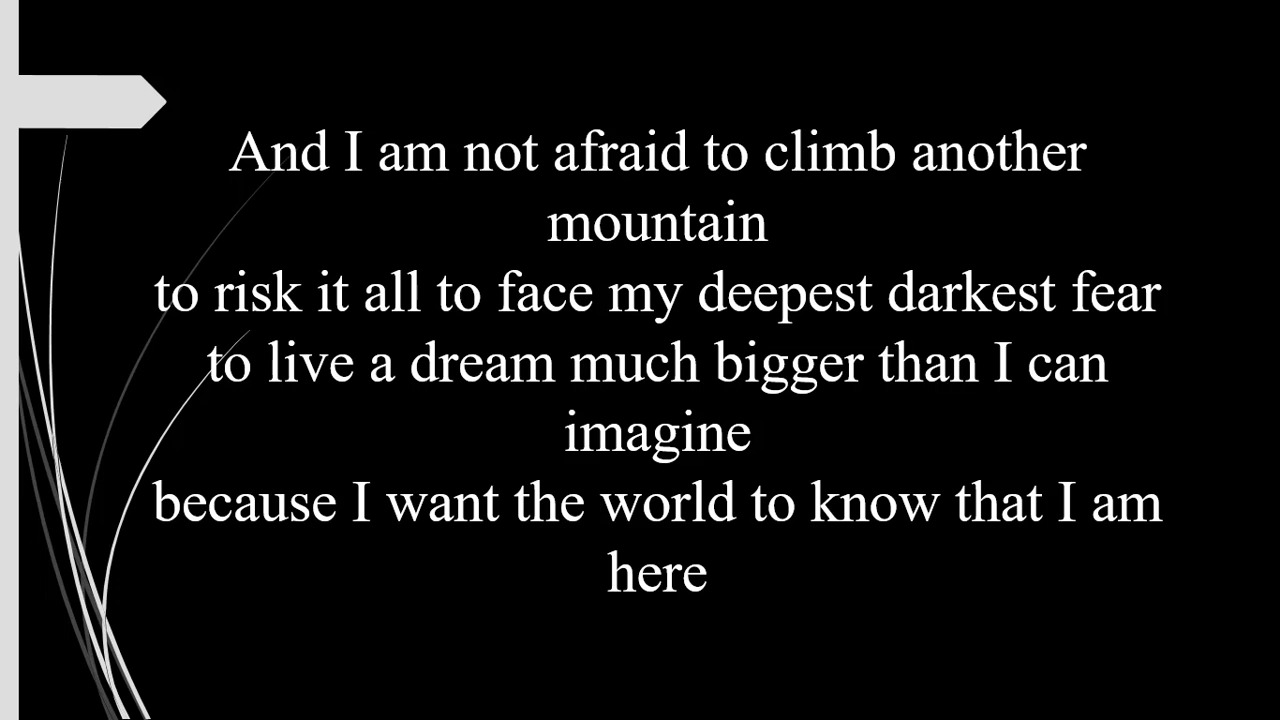 And I am not afraid to climb another
mountain
to risk it all to face my deepest darkest fear
to live a dream much bigger than I can
imagine
because I want the world to know that I am
here